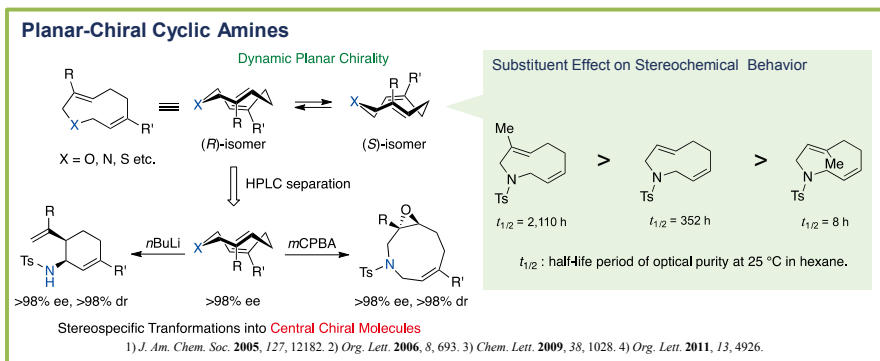 Planar-Chiral Cyclic Amines
Dynamic Planar Chirality
R
X
R'
X = O, N, S etc.
X
R
R'
(R)-isomer
X
R
R'
(S)-isomer
HPLC separation
R
Ts
N
H
R'
>98% ee, >98% dr
nBuLi
X
R
R'
>98% ee
mCPBA
O
R
Ts
N
R'
>98% ee, >98% dr
Stereospecific Tranformations into Central Chiral Molecules
Substituent Effect on Stereochemical Behavior
Me
N
Ts
t1/2 = 2,110 h
>
N
Ts
t1/2 = 352 h
>
N
Me
Ts
t1/2 = 8 h
t1/2 : half-life period of optical purity at 25 °C in hexane.
1) J. Am. Chem. Soc. 2005, 127, 12182. 2) Org. Lett. 2006, 8, 693. 3) Chem. Lett. 2009, 38, 1028. 4) Org. Lett. 2011, 13, 4926.